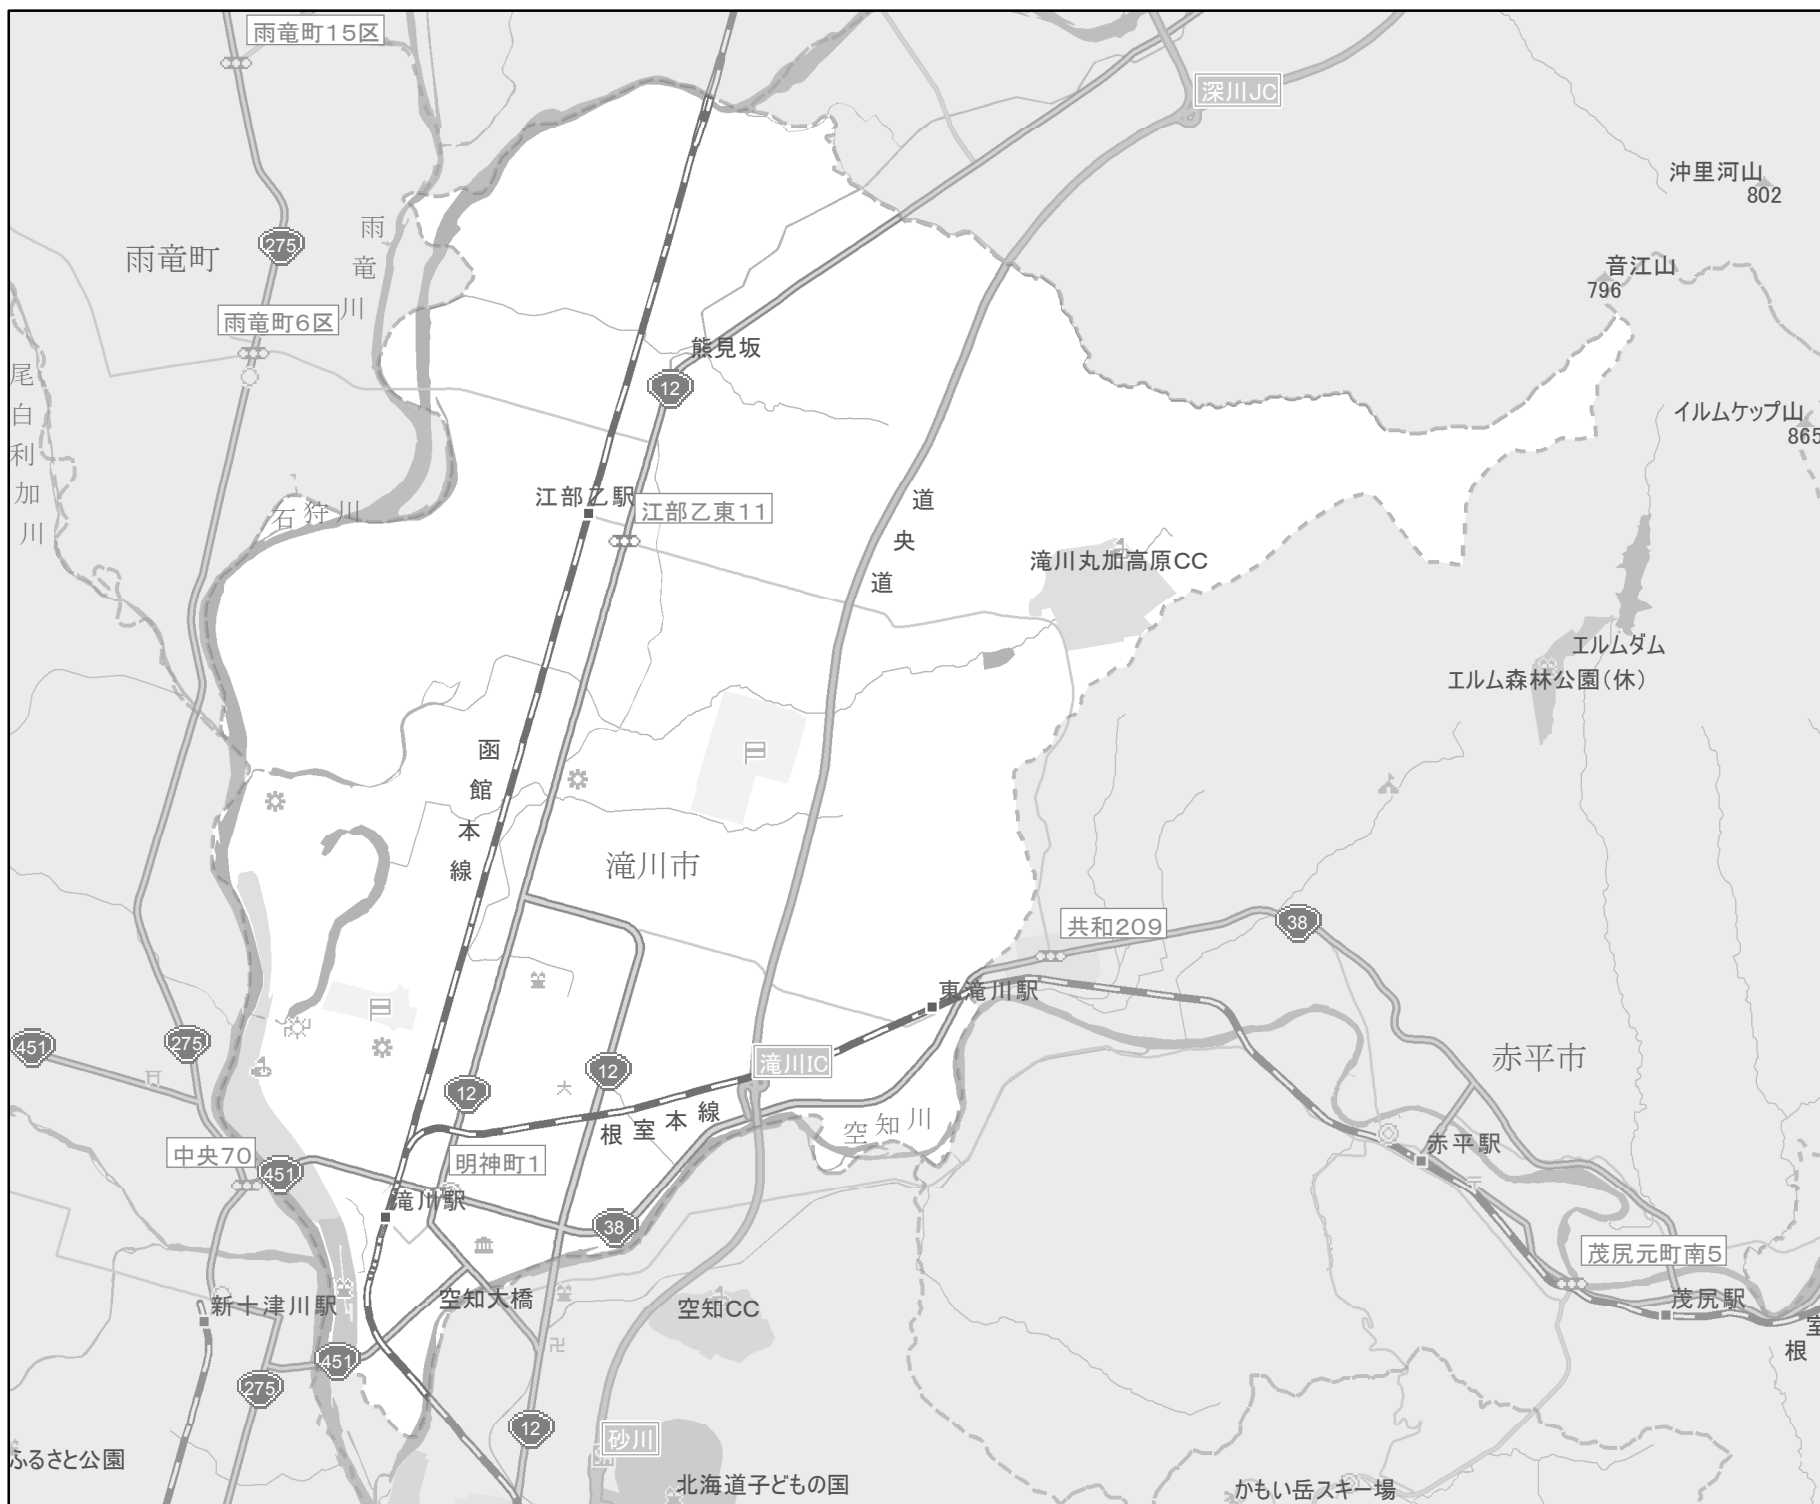 雨竜町15区
深川JC
沖里河山
802
雨竜町
275
雨竜川
音江山
796
雨竜町6区
熊見坂
12
尾白利加川
イルムケップ山
865
石狩川
江部乙駅
江部乙東11
道央道
滝川丸加高原CC
エルムダム
エルム森林公園(休)
函館本線
滝川市
共和209
38
東滝川駅
451
275
滝川IC
赤平市
12
12
根室本線
空知川
中央70
451
明神町1
赤平駅
滝川駅
38
茂尻元町南5
新十津川駅
空知大橋
空知CC
茂尻駅
室
根
451
275
12
砂川
ふるさと公園
北海道子どもの国
かもい岳スキー場